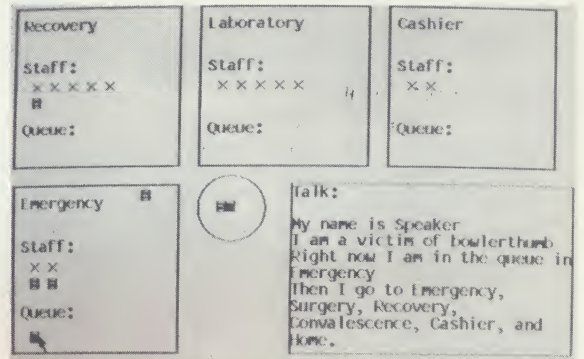 Recovery
Staff:
× × × × ×
Queue:
Laboratory
Staff:
× × × × ×
Queue:
Cashier
Staff:
× ×
Queue:
Emergency
Staff:
× ×
Queue:
Talk:
My name is Speaker
I am a victim of bowlerthumb
Right now I am in the queue in
Emergency
Then I go to Emergency,
Surgery, Recovery,
Convalescence, Cashier, and
Home.